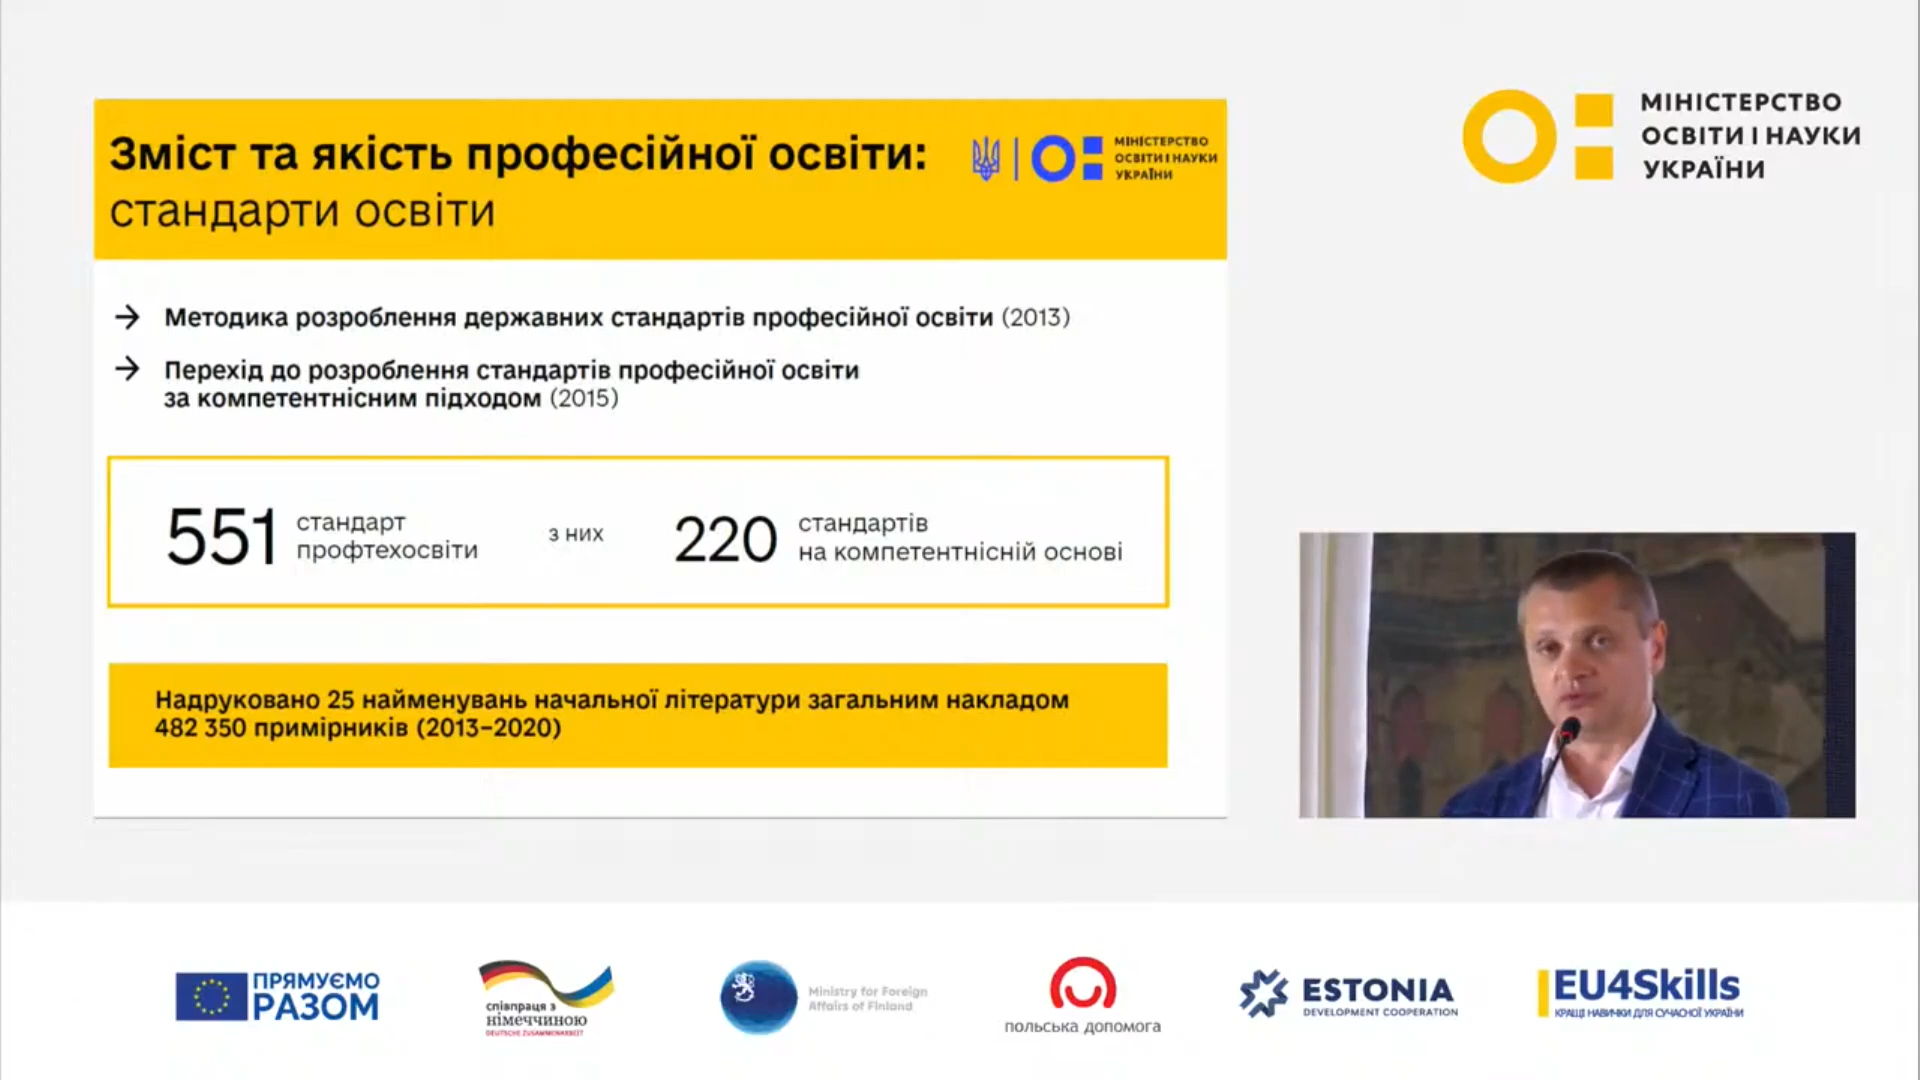 Зміст та якість професійної освіти:
стандарти освіти
МІНІСТЕРСТВО
ОСВІТИ І НАУКИ
УКРАЇНИ
МІНІСТЕРСТВО
ОСВІТИ І НАУКИ
УКРАЇНИ
→ Методика розроблення державних стандартів професійної освіти (2013)
→ Перехід до розроблення стандартів професійної освіти
за компетентнісним підходом (2015)
551 стандарт
профтехосвіти
з них
220 стандартів
на компетентнісній основі
Надруковано 25 найменувань начальної літератури загальним накладом
482 350 примірників (2013–2020)
ПРЯМУЄМО
РАЗОМ
співпраця з
німеччиною
DEUTSCHE ZUSAMMENARBEIT
Ministry for Foreign
Affairs of Finland
польська допомога
ESTONIA
DEVELOPMENT COOPERATION
EU4Skills
КРАЩІ НАВИЧКИ ДЛЯ СУЧАСНОЇ УКРАЇНИ